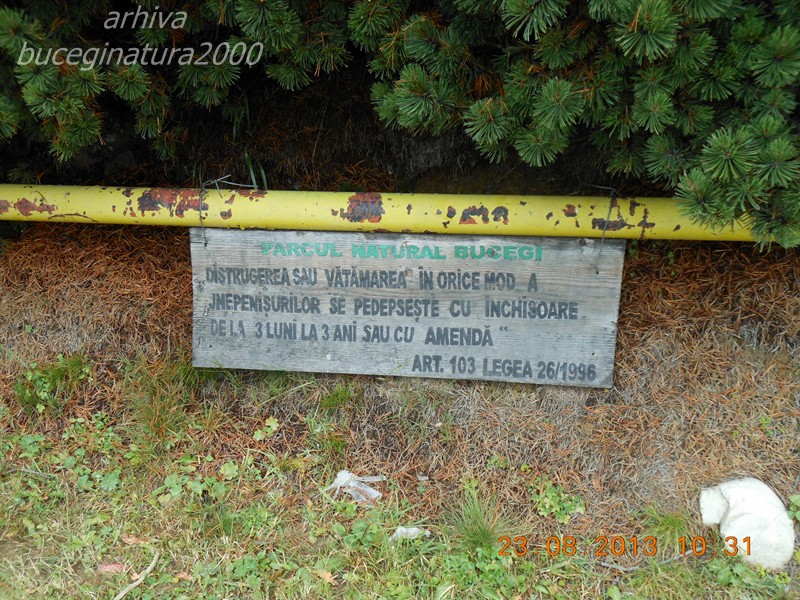 arhiva
buceginatura2000
PARCUL NATURAL BUCEGI
DISTRUGEREA SAU VĂTĂMAREA" ÎN ORICE MOD A
JNEPENIȘURILOR SE PEDEPSEȘTE CU ÎNCHISOARE
DE LA 3 LUNI LA 3 ANI SAU CU AMENDĂ "
ART. 103 LEGEA 26/1996
23 08 2013 10 31